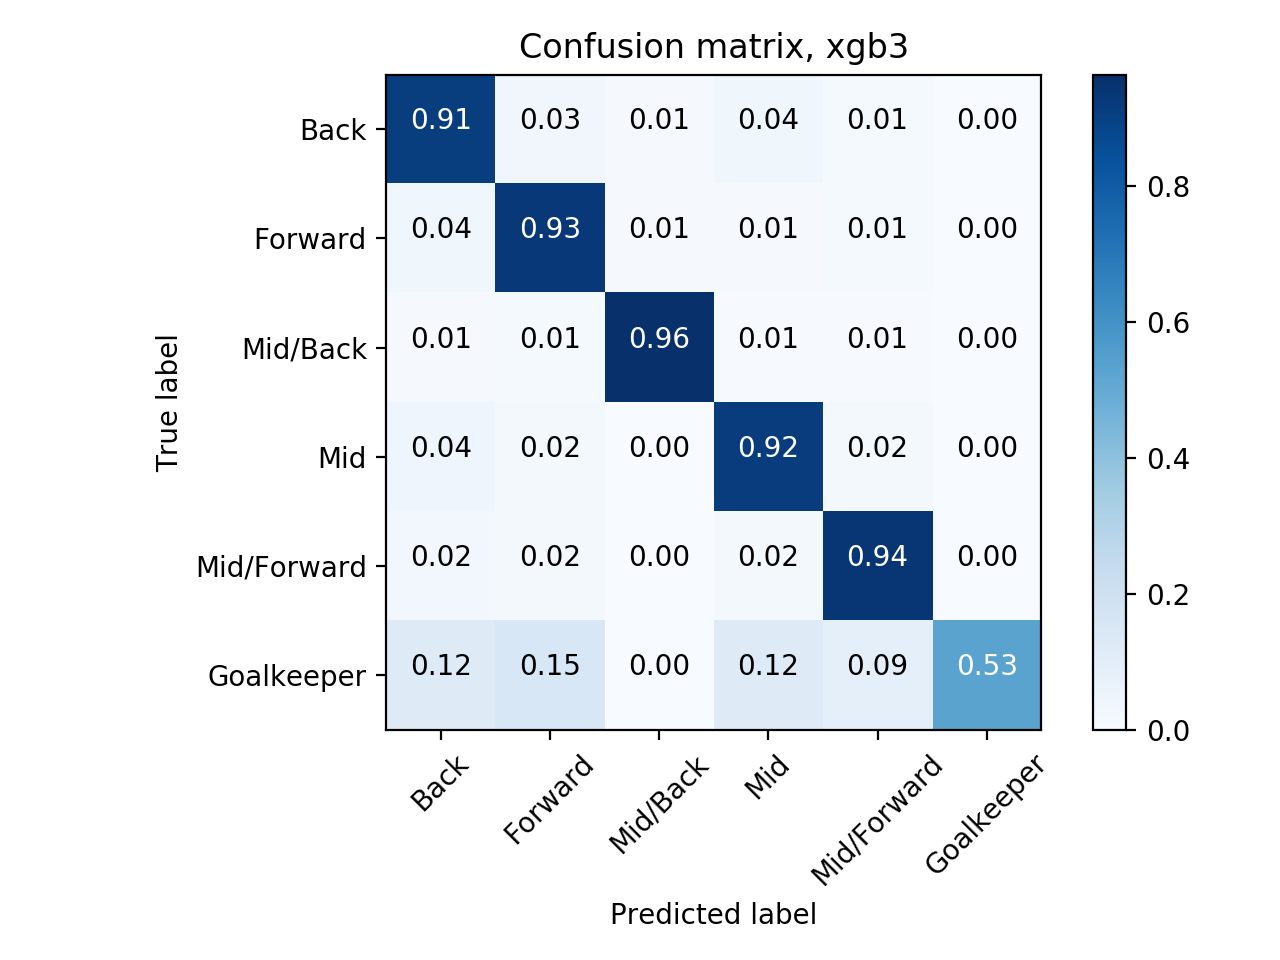 Confusion matrix, xgb3
Back 0.91 0.03 0.01 0.04 0.01 0.00
Forward 0.04 0.93 0.01 0.01 0.01 0.00
Mid/Back 0.01 0.01 0.96 0.01 0.01 0.00
Mid 0.04 0.02 0.00 0.92 0.02 0.00
Mid/Forward 0.02 0.02 0.00 0.02 0.94 0.00
Goalkeeper 0.12 0.15 0.00 0.12 0.09 0.53
True label
Back
Forward
Mid/Back
Mid
Mid/Forward
Goalkeeper
Predicted label
0.8
0.6
0.4
0.2
0.0